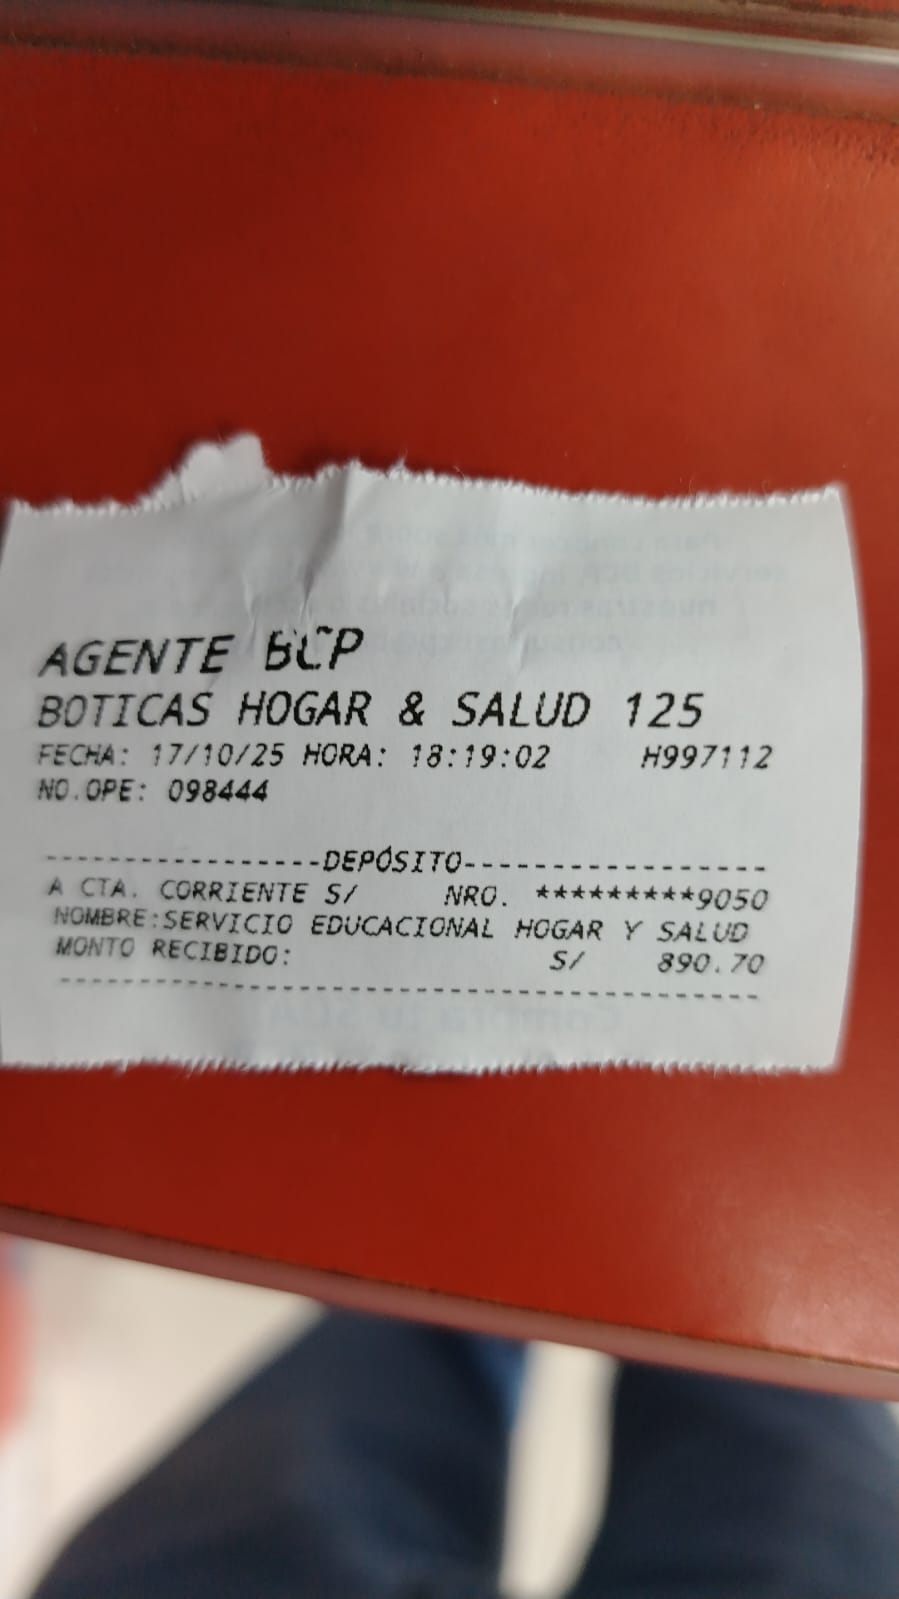 AGENTE BCP
BOTICAS HOGAR & SALUD 125
FECHA: 17/10/25 HORA: 18:19:02 H997112
NO.OPE: 098444
-----------------DEPÓSITO------------------
A CTA. CORRIENTE S/ NRO. *********9050
NOMBRE:SERVICIO EDUCACIONAL HOGAR Y SALUD
MONTO RECIBIDO: S/ 890.70